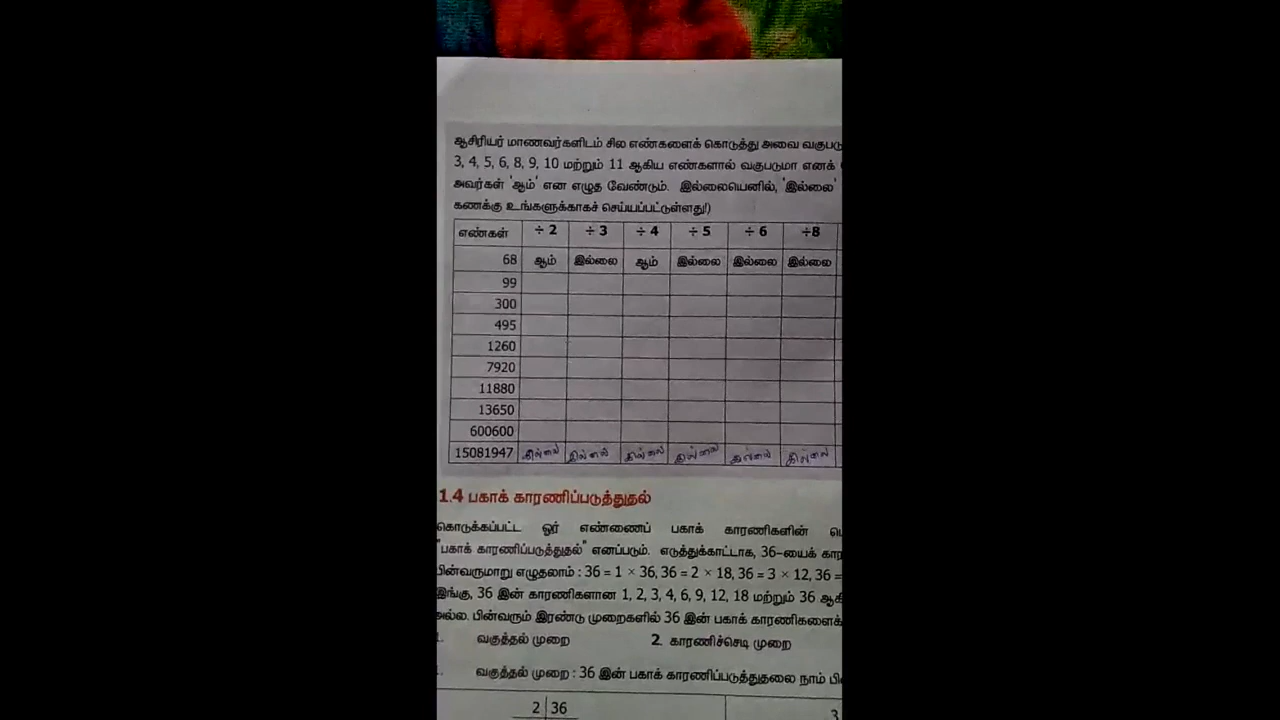 ஆசிரியர் மாணவர்களிடம் சில எண்களைக் கொடுத்து அவை வகுபடு
3, 4, 5, 6, 8, 9, 10 மற்றும் 11 ஆகிய எண்களால் வகுபடுமா எனக்
அவர்கள் 'ஆம்' என எழுத வேண்டும். இல்லையெனில், 'இல்லை'
கணக்கு உங்களுக்காகச் செய்யப்பட்டுள்ளது!)
எண்கள் ÷ 2 ÷ 3 ÷ 4 ÷ 5 ÷ 6 ÷8
68 ஆம் இல்லை ஆம் இல்லை இல்லை இல்லை
99
300
495
1260
7920
11880
13650
600600
15081947 இல்லை இல்லை இல்லை இல்லை இல்லை இல்லை
1.4 பகாக் காரணிப்படுத்துதல்
கொடுக்கப்பட்ட ஓர் எண்ணைப் பகாக் காரணிகளின் பெ
"பகாக் காரணிப்படுத்துதல்" எனப்படும். எடுத்துக்காட்டாக, 36–யைக் கார
பின்வருமாறு எழுதலாம் : 36 = 1 × 36, 36 = 2 × 18, 36 = 3 × 12, 36 =
இங்கு, 36 இன் காரணிகளான 1, 2, 3, 4, 6, 9, 12, 18 மற்றும் 36 ஆகி
அல்ல. பின்வரும் இரண்டு முறைகளில் 36 இன் பகாக் காரணிகளைக்
வகுத்தல் முறை 2. காரணிச்செடி முறை
வகுத்தல் முறை : 36 இன் பகாக் காரணிப்படுத்துதலை நாம் பி
2 36
3